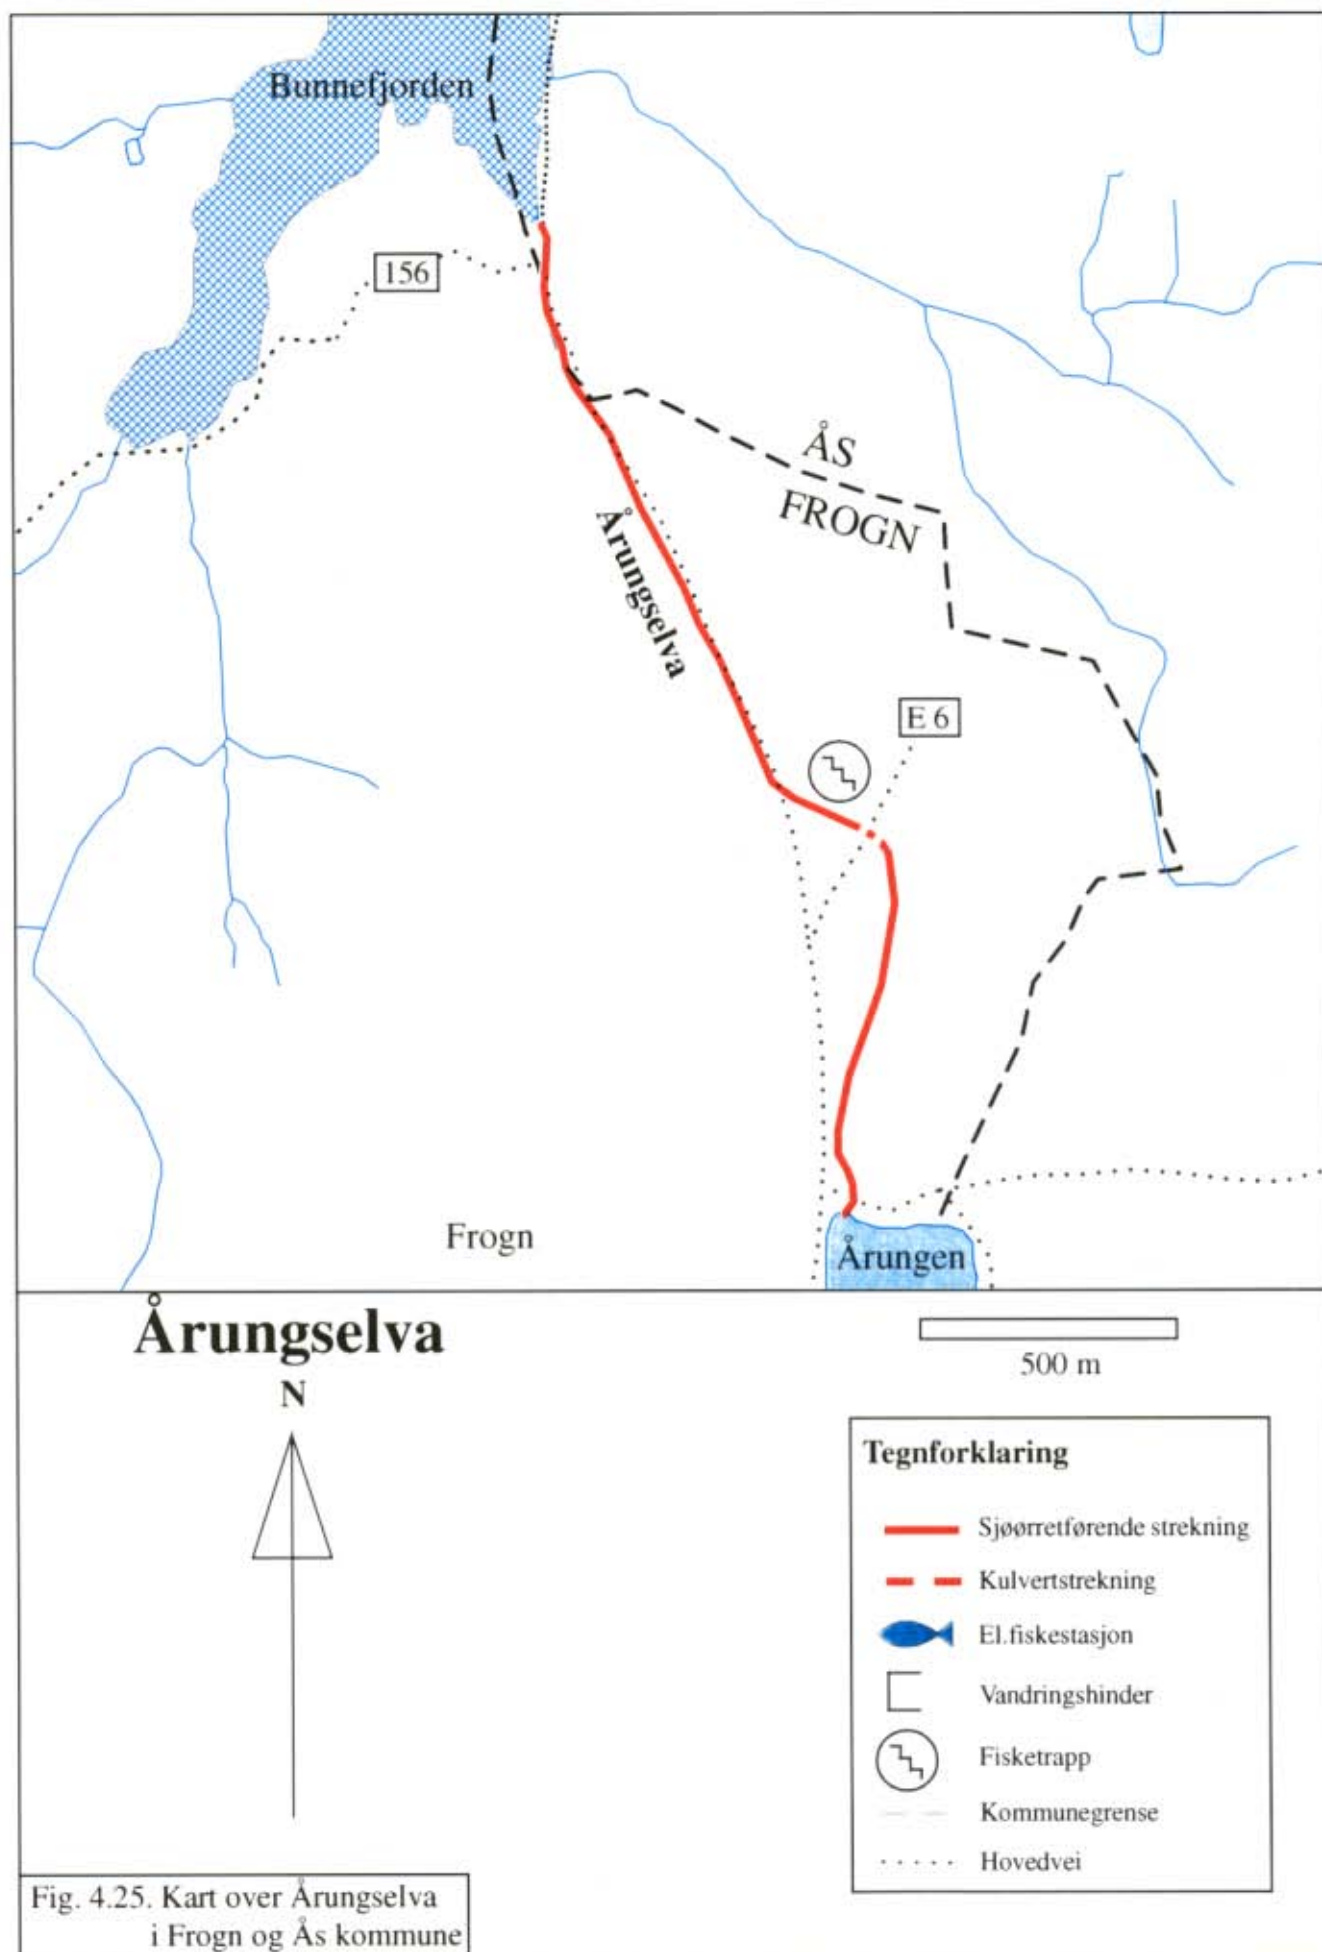 Bunnefjorden
156
ÅS
FROGN
Årungselva
E 6
Frogn
Årungen
Årungselva
N
500 m
Tegnforklaring
Sjøørretførende strekning
Kulvertstrekning
El.fiskestasjon
Vandringshinder
Fisketrapp
Kommunegrense
Hovedvei
Fig. 4.25. Kart over Årungselva
i Frogn og Ås kommune